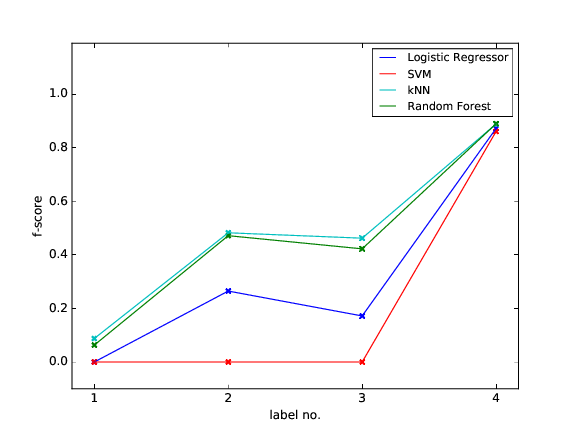 Logistic Regressor
SVM
kNN
Random Forest
1.0
0.8
0.6
0.4
0.2
0.0
f-score
1 2 3 4
label no.